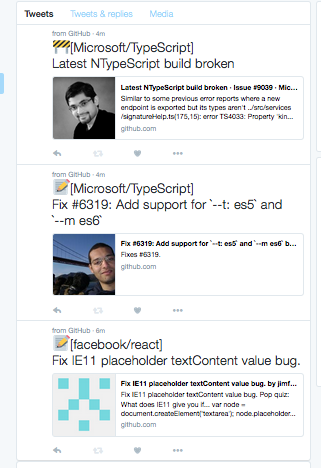 Tweets Tweets & replies Media
from GitHub · 4m
[Microsoft/TypeScript]
Latest NTypeScript build broken
Latest NTypeScript build broken · Issue #9039 · Mic...
Similar to some previous error reports where a new
endpoint is exported but its types aren't ../src/services
/signatureHelp.ts(175,15): error TS4033: Property 'kin...
github.com
from GitHub · 4m
[Microsoft/TypeScript]
Fix #6319: Add support for `--t: es5` and
`--m es6`
Fix #6319: Add support for `--t: es5` and `--m es6` b...
Fixes #6319.
github.com
from GitHub · 6m
[facebook/react]
Fix IE11 placeholder textContent value bug.
Fix IE11 placeholder textContent value bug. by jimf...
Fix IE11 placeholder textContent value bug. Pop quiz:
What does IE11 give you if... var node =
document.createElement('textarea'); node.placeholder...
github.com